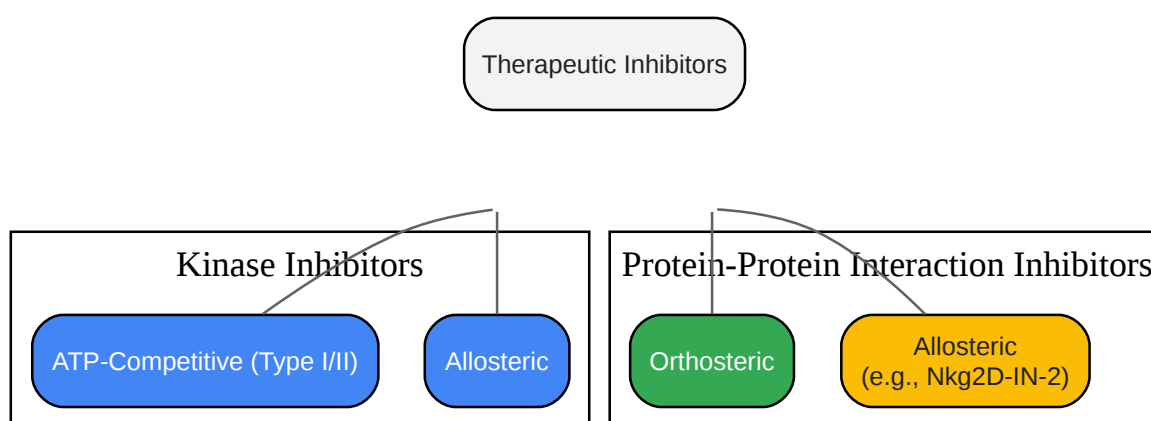 Therapeutic Inhibitors
Kinase Inhibitors
Protein-Protein Interaction Inhibitors
ATP-Competitive (Type I/II)
Allosteric
Orthosteric
Allosteric
(e.g., Nkg2D-IN-2)